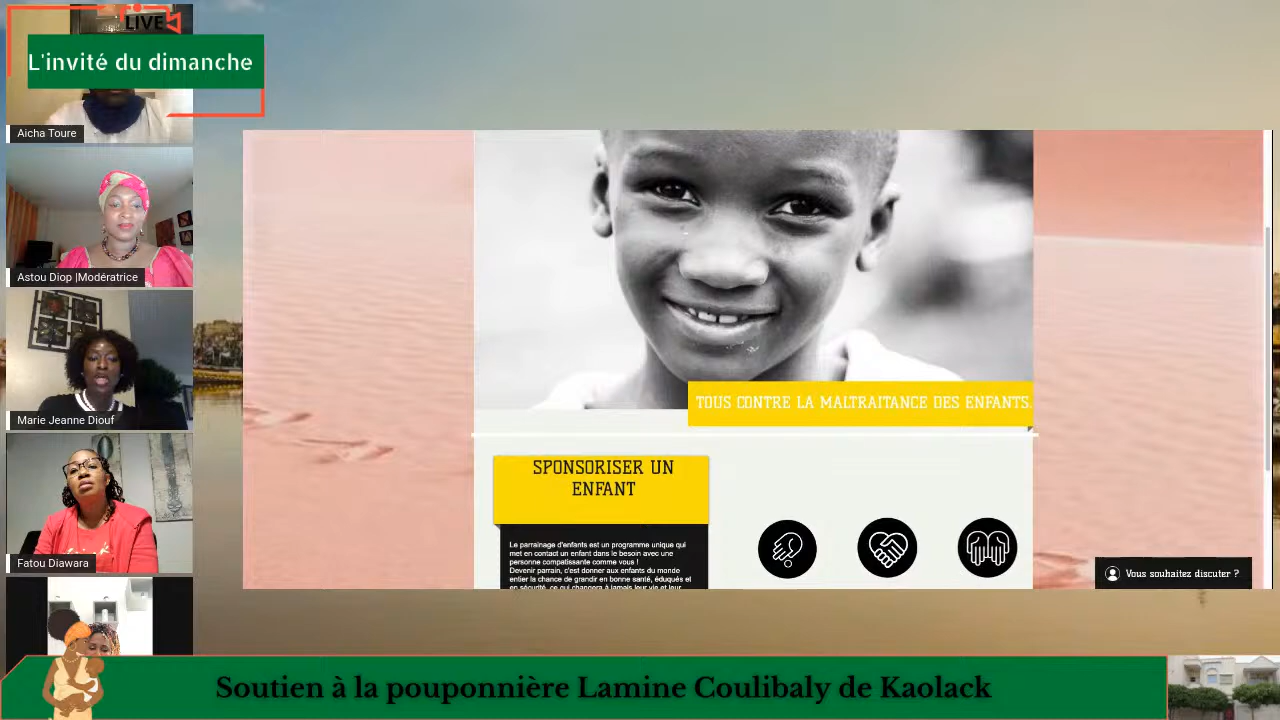 LIVE
L'invité du dimanche
Aicha Toure
Astou Diop |Modératrice
Marie Jeanne Diouf
Fatou Diawara
TOUS CONTRE LA MALTRAITANCE DES ENFANTS.
SPONSORISER UN
ENFANT
Le parrainage d'enfants est un programme unique qui
met en contact un enfant dans le besoin avec une
personne compatissante comme vous !
Devenir parrain, c'est donner aux enfants du monde
entier la chance de grandir en bonne santé, éduqués et
en sécurité, ce qui changera à jamais leur vie et leur
Vous souhaitez discuter ?
Soutien à la pouponnière Lamine Coulibaly de Kaolack